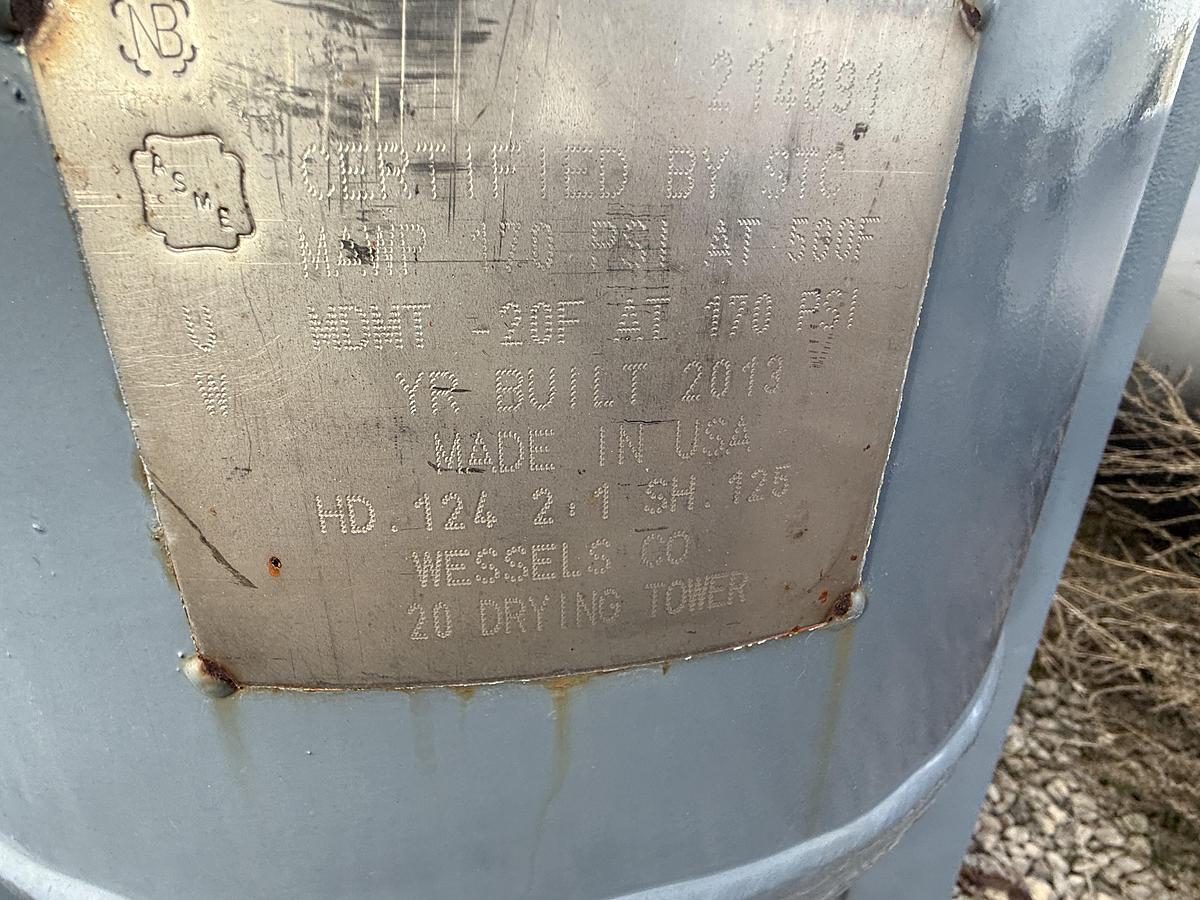 NB
214891
ASME
CERTIFIED BY STC
MAWP 170 PSI AT 500F
U MDMT -20F AT 170 PSI
W YR BUILT 2013
MADE IN USA
HD.124 2:1 SH.125
WESSELS CO
20 DRYING TOWER